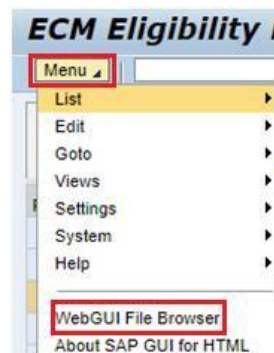 ECM Eligibility
Menu
List
Edit
Goto
Views
Settings
System
Help
WebGUI File Browser
About SAP GUI for HTML